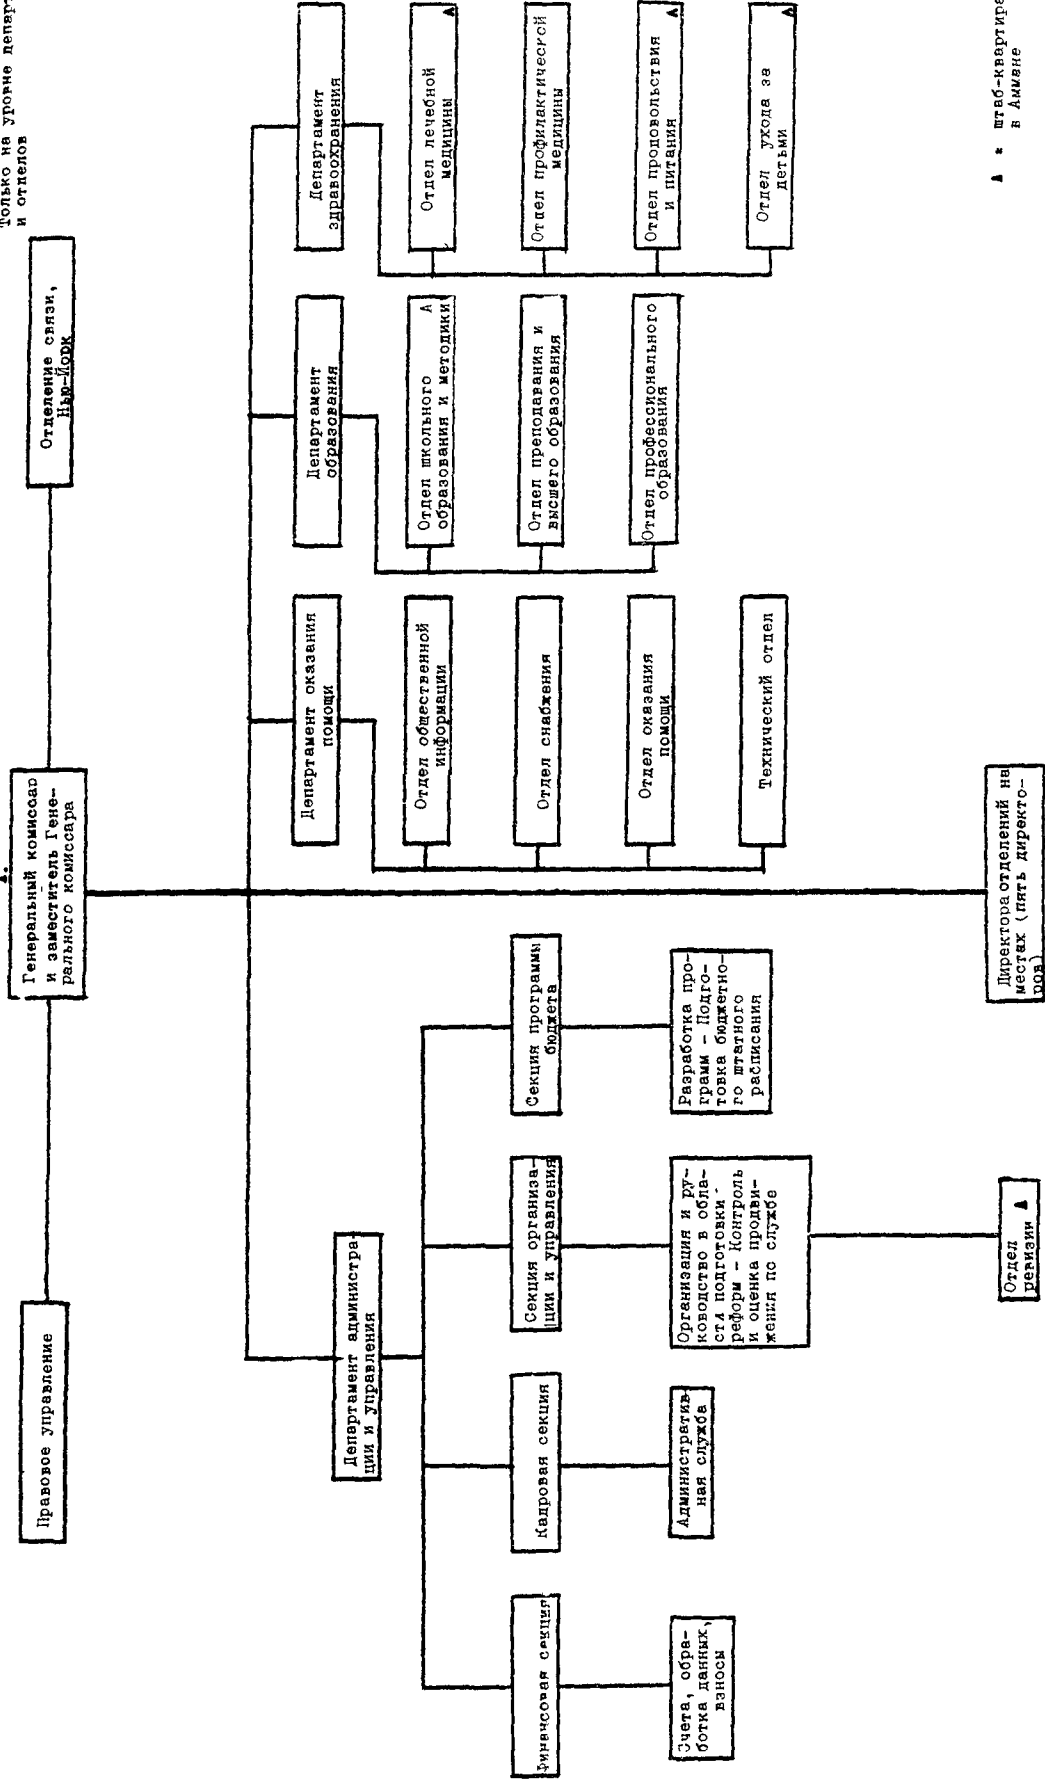 Только на уровне
и отделов
Правовое управление
Генеральный комиссар
и заместитель Гене-
рального комиссара
Отделение связи,
Нью-Йорк
Департамент администра-
ции и управления
Департамент оказания
помощи
Департамент
образования
Департамент
здравоохранения
Финансовая секция
Кадровая секция
Секция организа-
ции и управления
Секция программы
бюджета
Счета, обра-
ботка данных,
взносы
Административ
ная служба
Организация и ру-
ководство в обла-
сти подготовки -
реформ - Контроль
и оценка продви-
жения по службе
Разработка про-
грамм - Подго-
товка бюджетно-
го штатного
расписания
Отдел
ревизии ▲
Отдел общественной
информации
Отдел снабжения
Отдел оказания
помощи
Технический отдел
Отдел школьного А
образования и методики
Отдел преподавания и
высшего образования
Отдел профессионального
образования
Отдел лечебной ▲
медицины
Отдел профилактической
медицины
Отдел продовольствия ▲
и питания
Отдел ухода за ▲
детьми
Директора отделений на
местах (пять директо-
ров)
▲ * штаб-квартира
в Аммане